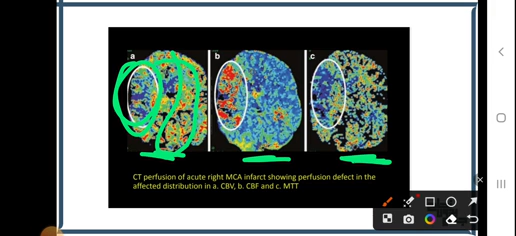 a b c
CT perfusion of acute right MCA infarct showing perfusion defect in the
affected distribution in a. CBV, b. CBF and c. MTT